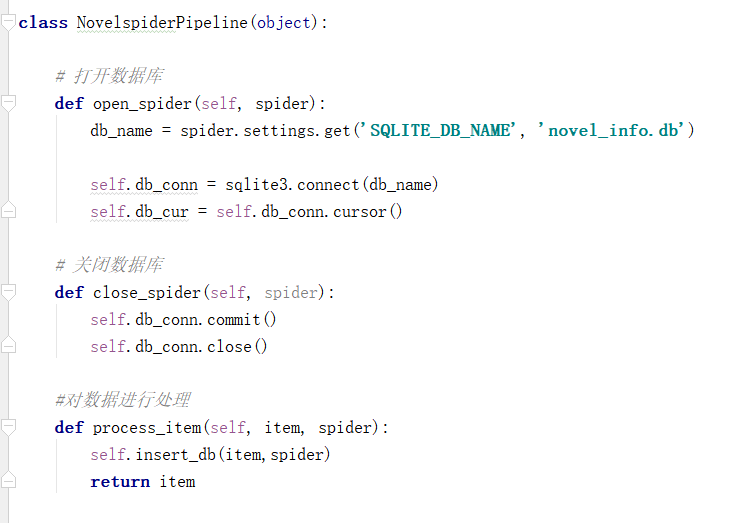 class NovelspiderPipeline(object):
# 打开数据库
def open_spider(self, spider):
db_name = spider.settings.get('SQLITE_DB_NAME', 'novel_info.db')
self.db_conn = sqlite3.connect(db_name)
self.db_cur = self.db_conn.cursor()
# 关闭数据库
def close_spider(self, spider):
self.db_conn.commit()
self.db_conn.close()
#对数据进行处理
def process_item(self, item, spider):
self.insert_db(item,spider)
return item